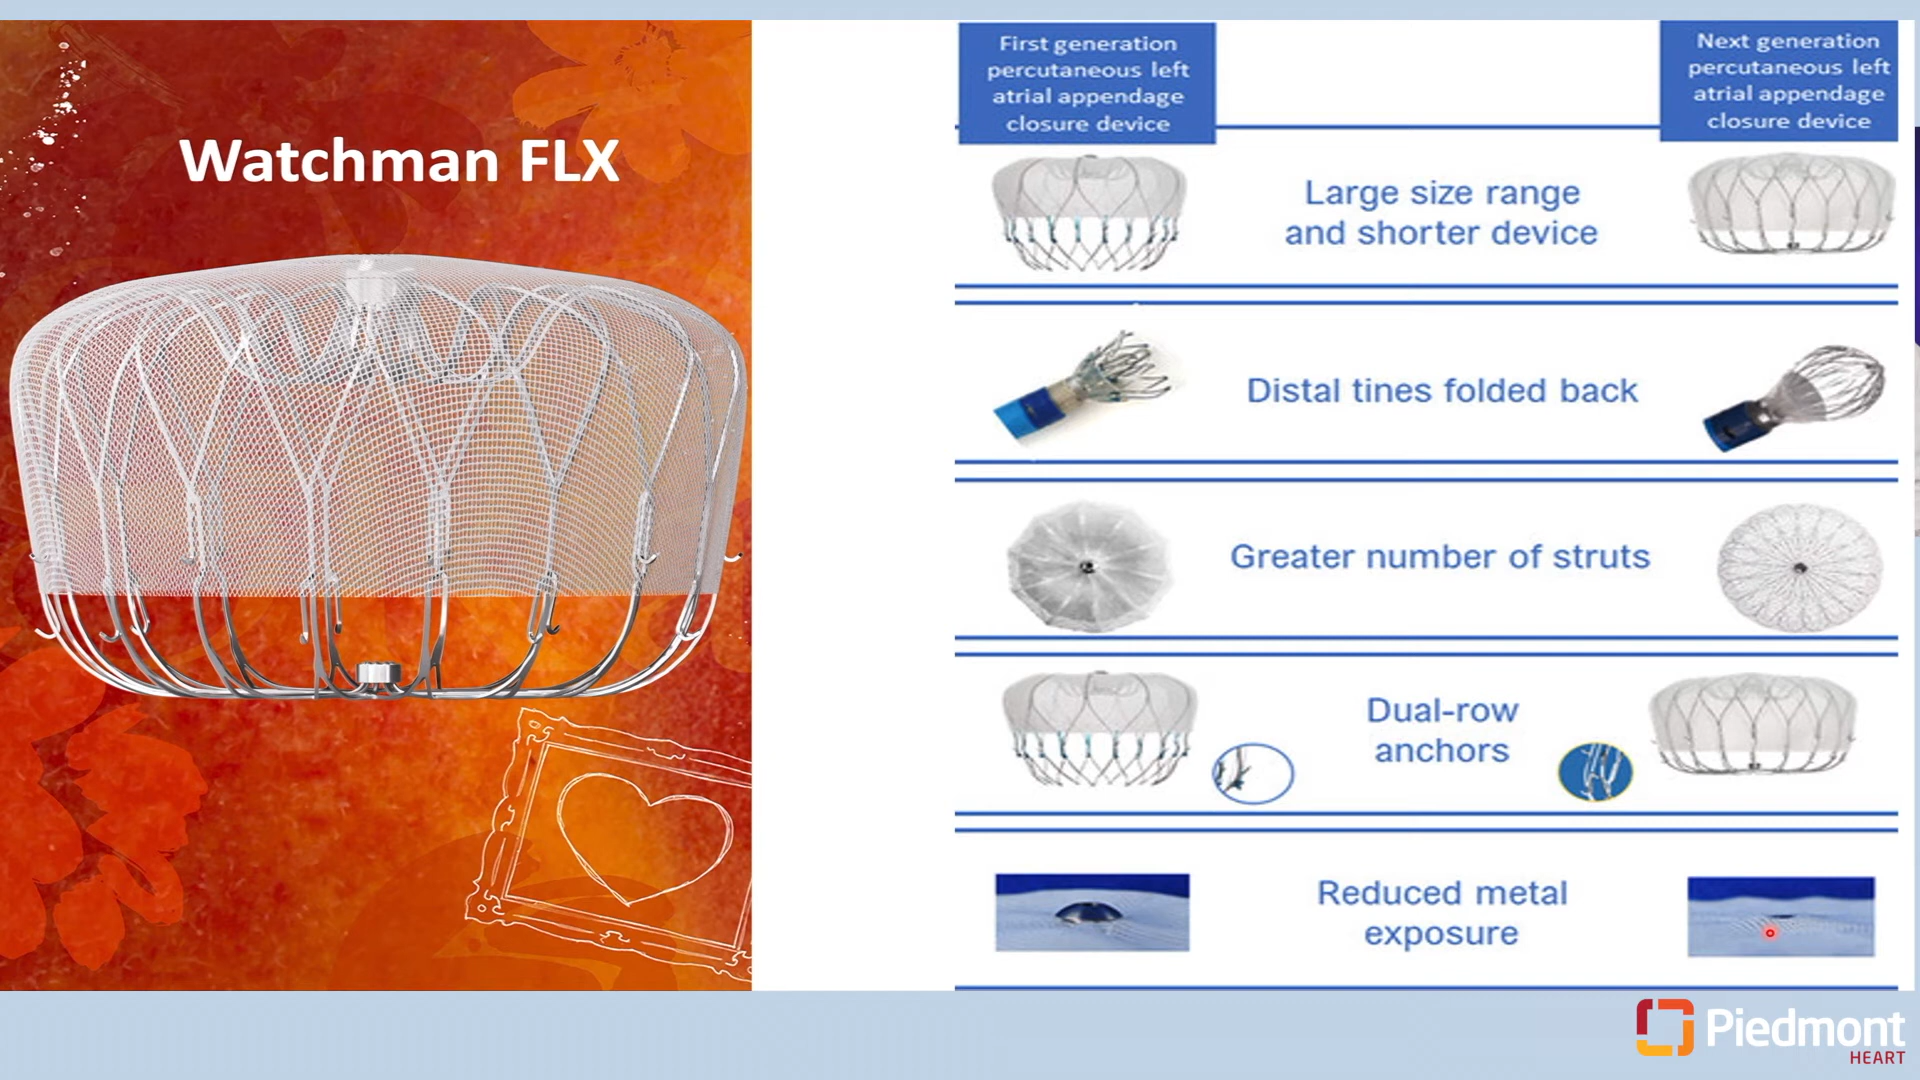 Watchman FLX
First generation
percutaneous left
atrial appendage
closure device
Next generation
percutaneous left
atrial appendage
closure device
Large size range
and shorter device
Distal tines folded back
Greater number of struts
Dual-row
anchors
Reduced metal
exposure
Piedmont
HEART